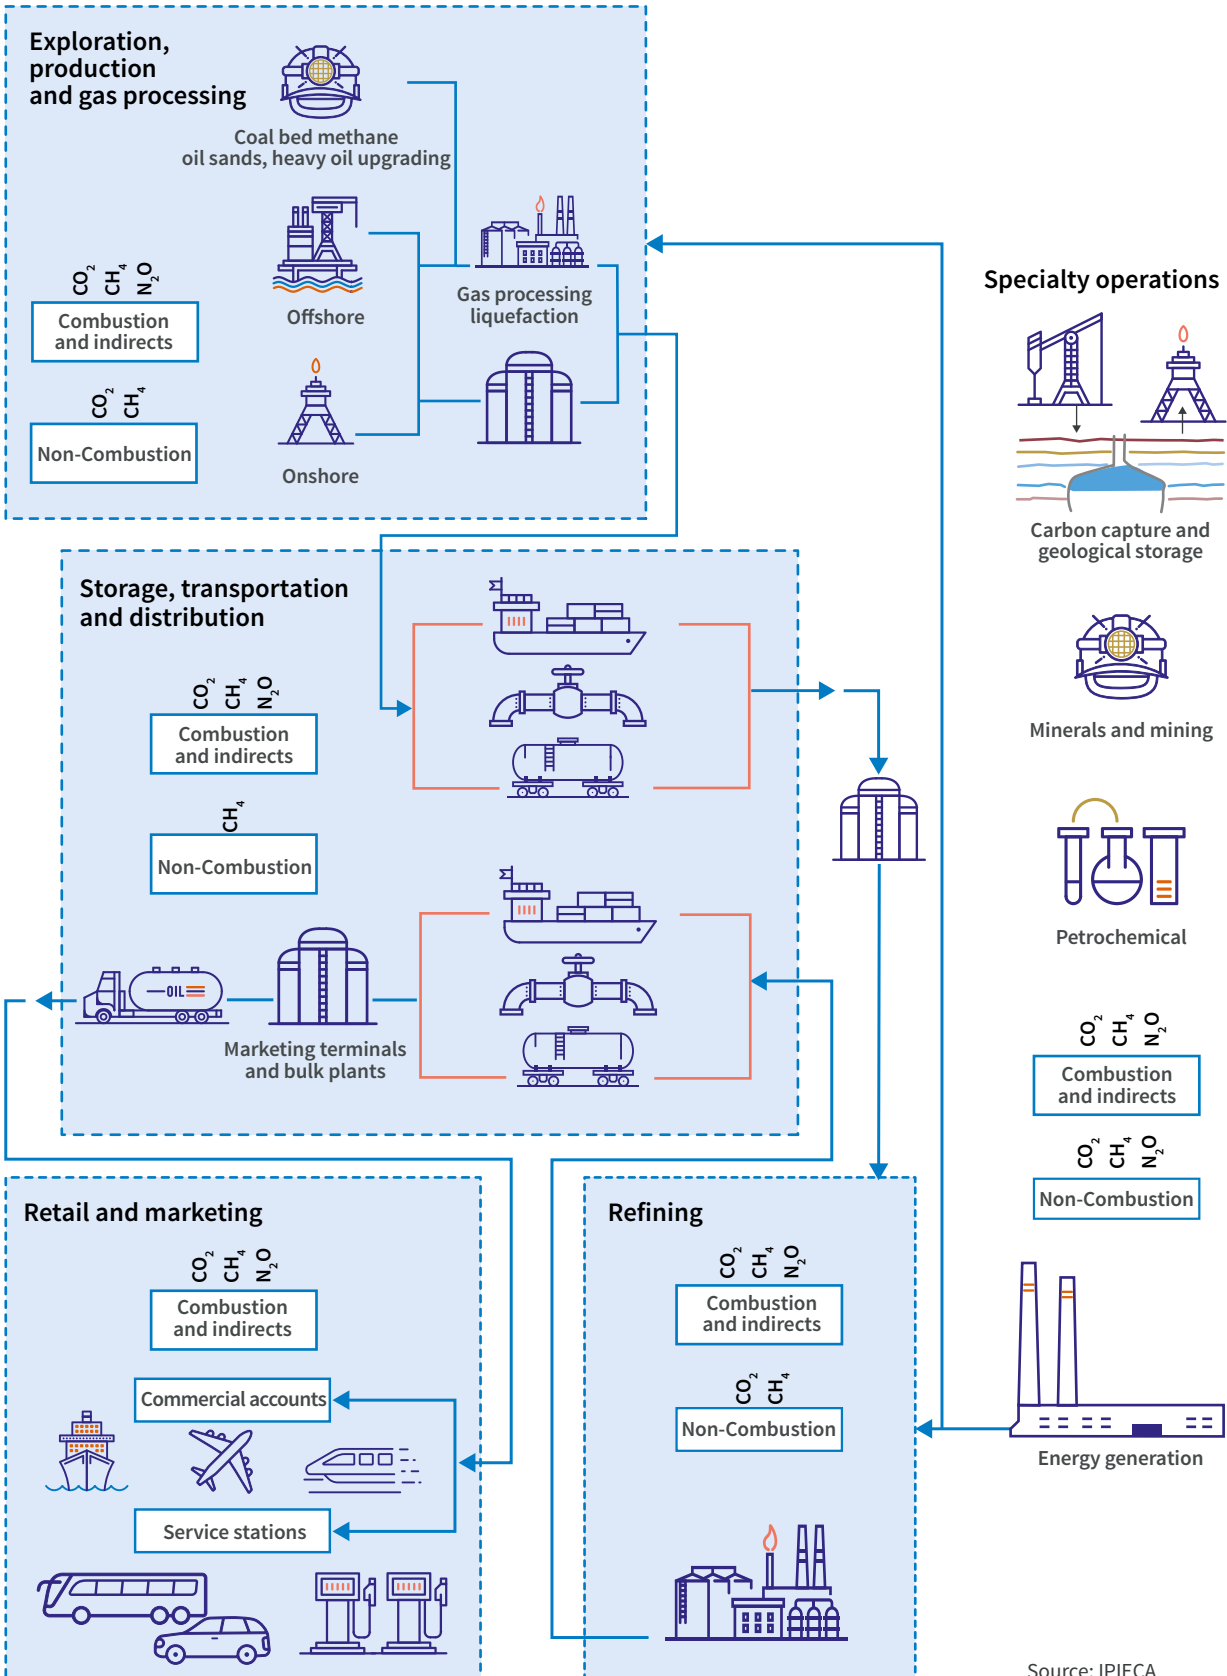 Exploration,
production
and gas processing
Coal bed methane
oil sands, heavy oil upgrading
CO₂ CH₄ N₂O
Combustion
and indirects
CO₂ CH₄
Non-Combustion
Offshore
Onshore
Gas processing
liquefaction
Specialty operations
Carbon capture and
geological storage
Minerals and mining
Petrochemical
CO₂ CH₄ N₂O
Combustion
and indirects
CO₂ CH₄ N₂O
Non-Combustion
Energy generation
Storage, transportation
and distribution
CO₂ CH₄ N₂O
Combustion
and indirects
CH₄
Non-Combustion
OIL
Marketing terminals
and bulk plants
Retail and marketing
CO₂ CH₄ N₂O
Combustion
and indirects
Commercial accounts
Service stations
Refining
CO₂ CH₄ N₂O
Combustion
and indirects
CO₂ CH₄
Non-Combustion
Source: IPIECA